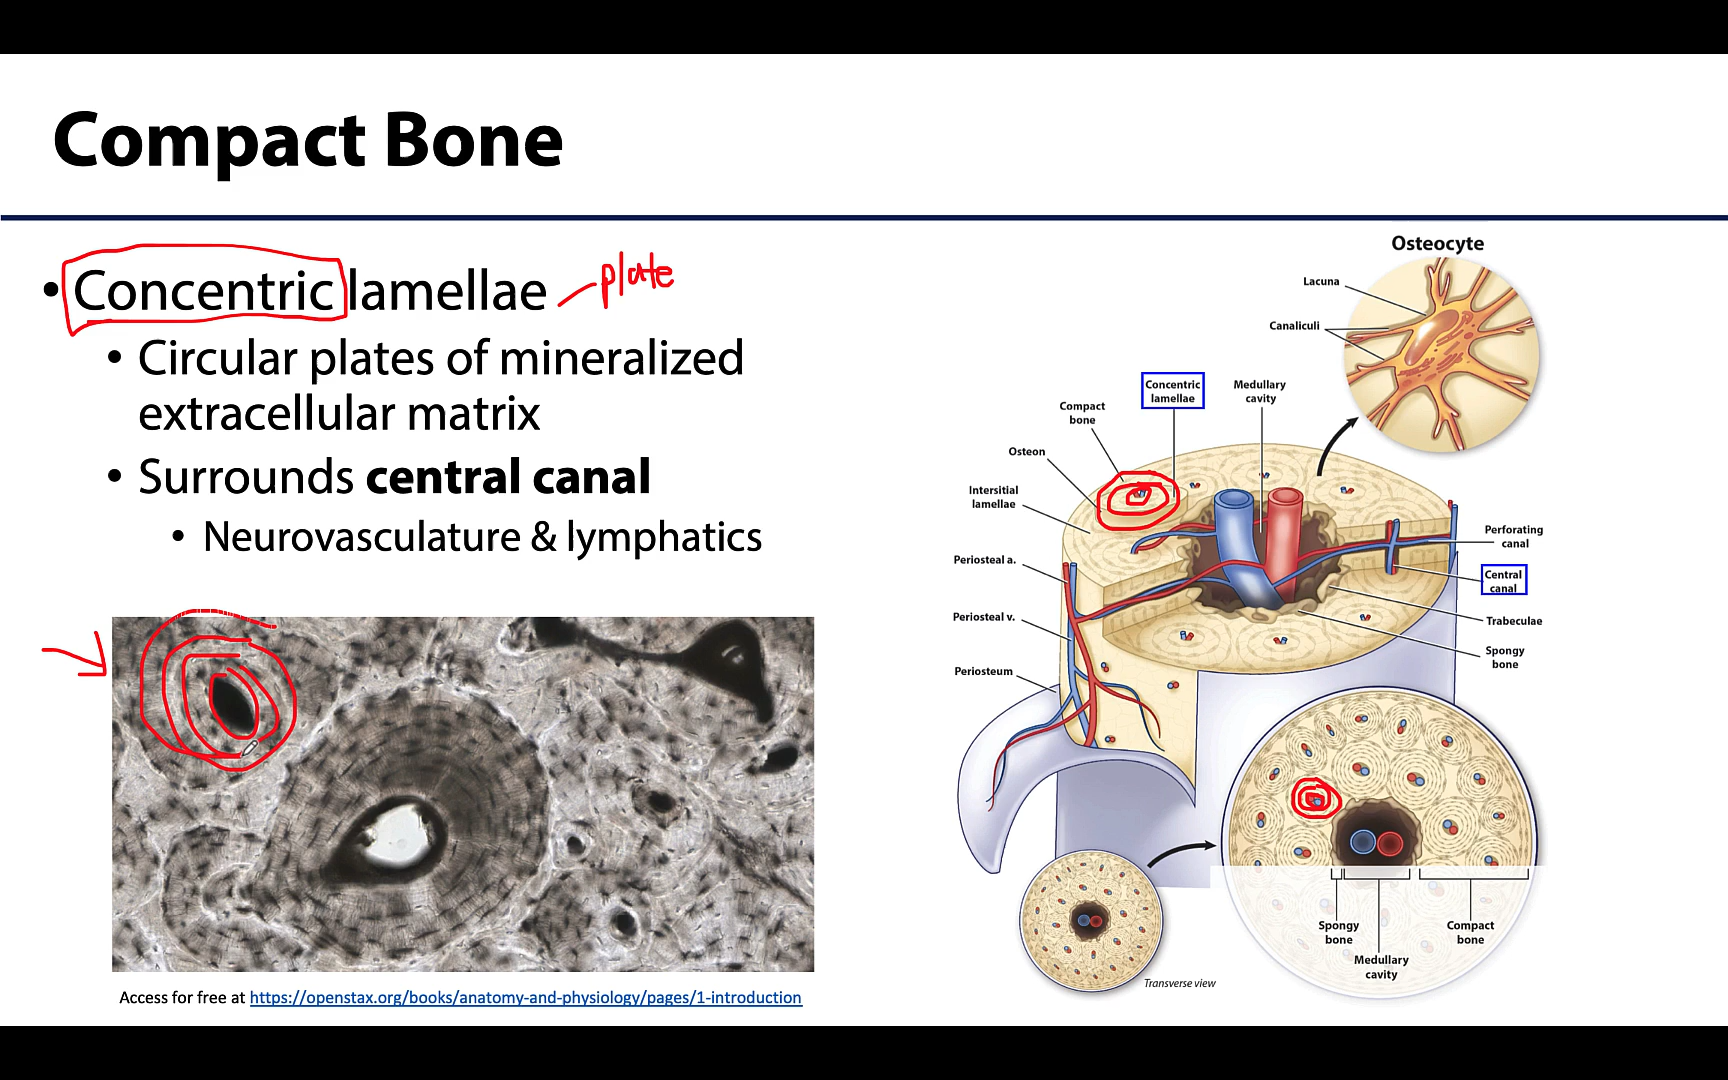 Compact Bone
• Concentric lamellae
plate
• Circular plates of mineralized
extracellular matrix
• Surrounds central canal
• Neurovasculature & lymphatics
Access for free at https://openstax.org/books/anatomy-and-physiology/pages/1-introduction
Osteocyte
Lacuna
Canaliculi
Concentric
lamellae
Medullary
cavity
Compact
bone
Osteon
Intersitial
lamellae
Periosteal a.
Periosteal v.
Periosteum
Perforating
canal
Central
canal
Trabeculae
Spongy
bone
Spongy
bone
Medullary
cavity
Compact
bone
Transverse view